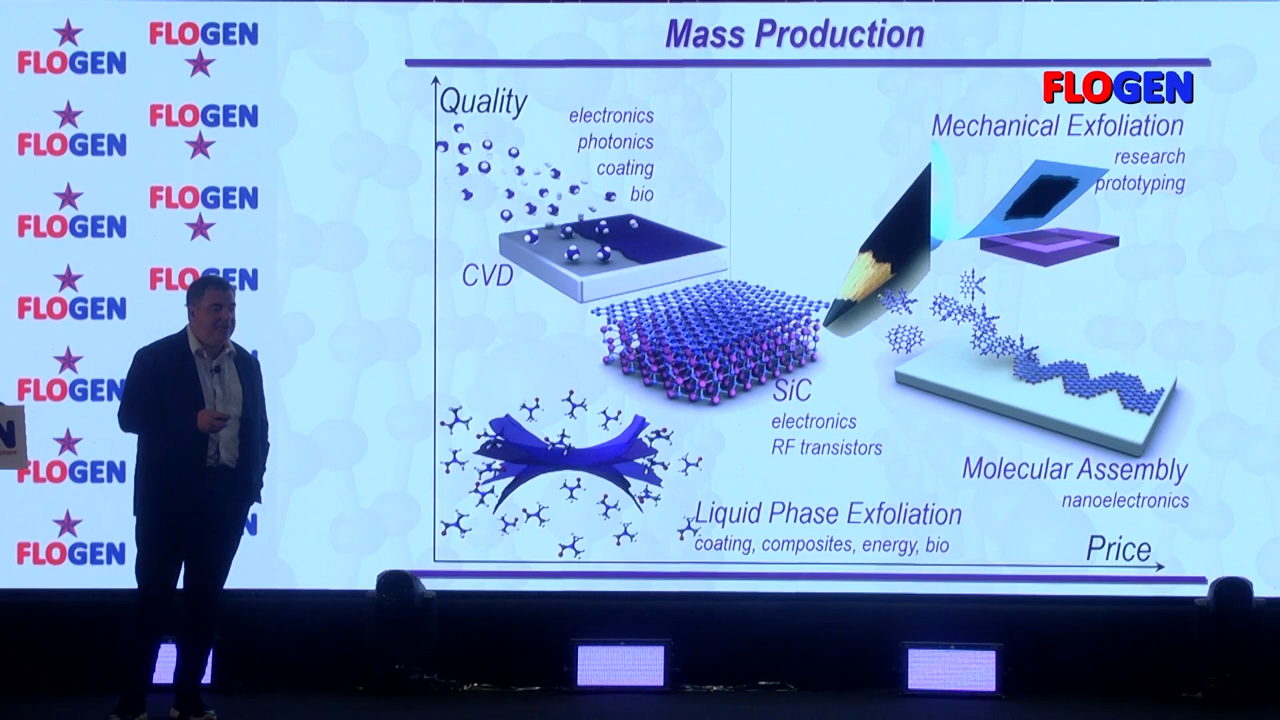 FLOGEN
FLOGEN
FLOGEN
FLOGEN
FLOGEN
FLOGEN
FLOGEN
FLOGEN
FLOGEN
FLOGEN
FLOGEN
Mass Production
FLOGEN
Quality
electronics
photonics
coating
bio
CVD
Mechanical Exfoliation
research
prototyping
SiC
electronics
RF transistors
Molecular Assembly
nanoelectronics
Liquid Phase Exfoliation
coating, composites, energy, bio
Price